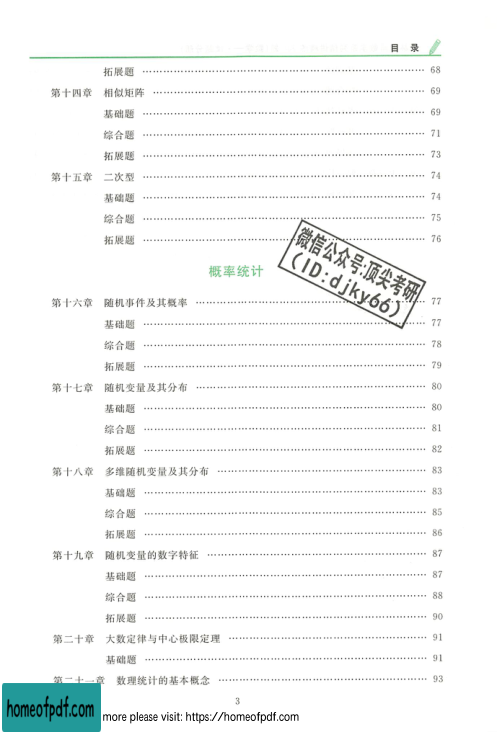 目 录
拓展题 …… 68
第十四章 相似矩阵 …… 69
基础题 …… 69
综合题 …… 71
拓展题 …… 73
第十五章 二次型 …… 74
基础题 …… 74
综合题 …… 75
拓展题 …… 76
微信公众号:顶尖考研
(ID:djky66)
概率统计
第十六章 随机事件及其概率 …… 77
基础题 …… 77
综合题 …… 78
拓展题 …… 79
第十七章 随机变量及其分布 …… 80
基础题 …… 80
综合题 …… 81
拓展题 …… 82
第十八章 多维随机变量及其分布 …… 83
基础题 …… 83
综合题 …… 85
拓展题 …… 86
第十九章 随机变量的数字特征 …… 87
基础题 …… 87
综合题 …… 88
拓展题 …… 90
第二十章 大数定律与中心极限定理 …… 91
基础题 …… 91
第二十一章 数理统计的基本概念 …… 93
3
homeofpdf.com
more please visit: https://homeofpdf.com